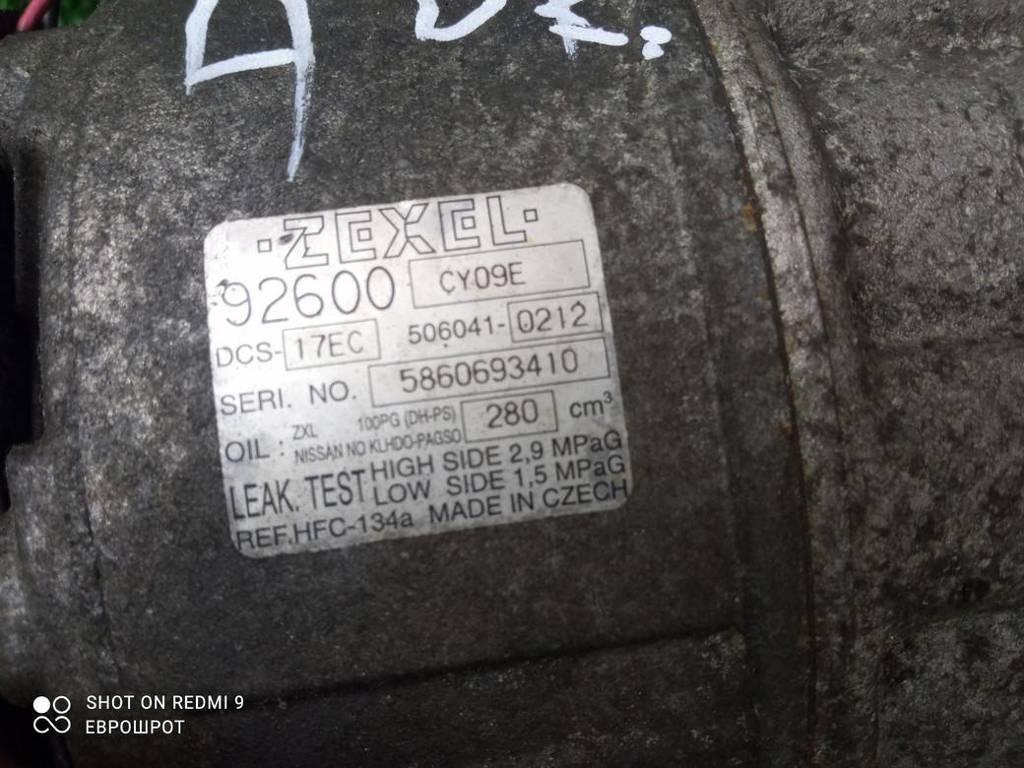 ·ZEXEL·
92600 CY09E
DCS- 17EC 506041- 0212
SERI. NO. 5860693410
OIL : ZXL 100PG (DH-PS) 280 cm³
NISSAN NO KLHDO-PAGSO
LEAK. TEST HIGH SIDE 2,9 MPaG
LOW SIDE 1,5 MPaG
REF.HFC-134a MADE IN CZECH
SHOT ON REDMI 9
ЕВРОШРОТ